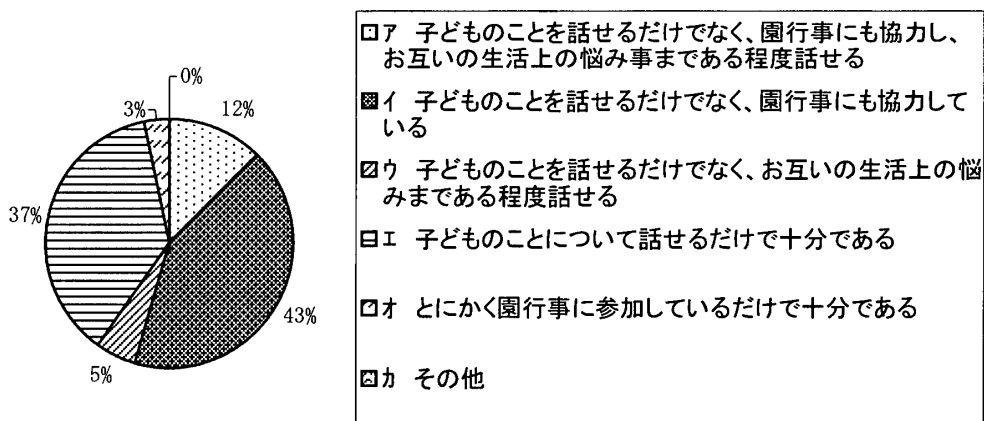 0%
3%
12%
37%
43%
5%
ア 子どものことを話せるだけでなく、園行事にも協力し、
お互いの生活上の悩み事まである程度話せる
イ 子どものことを話せるだけでなく、園行事にも協力して
いる
ウ 子どものことを話せるだけでなく、お互いの生活上の悩
みまである程度話せる
エ 子どものことについて話せるだけで十分である
オ とにかく園行事に参加しているだけで十分である
カ その他